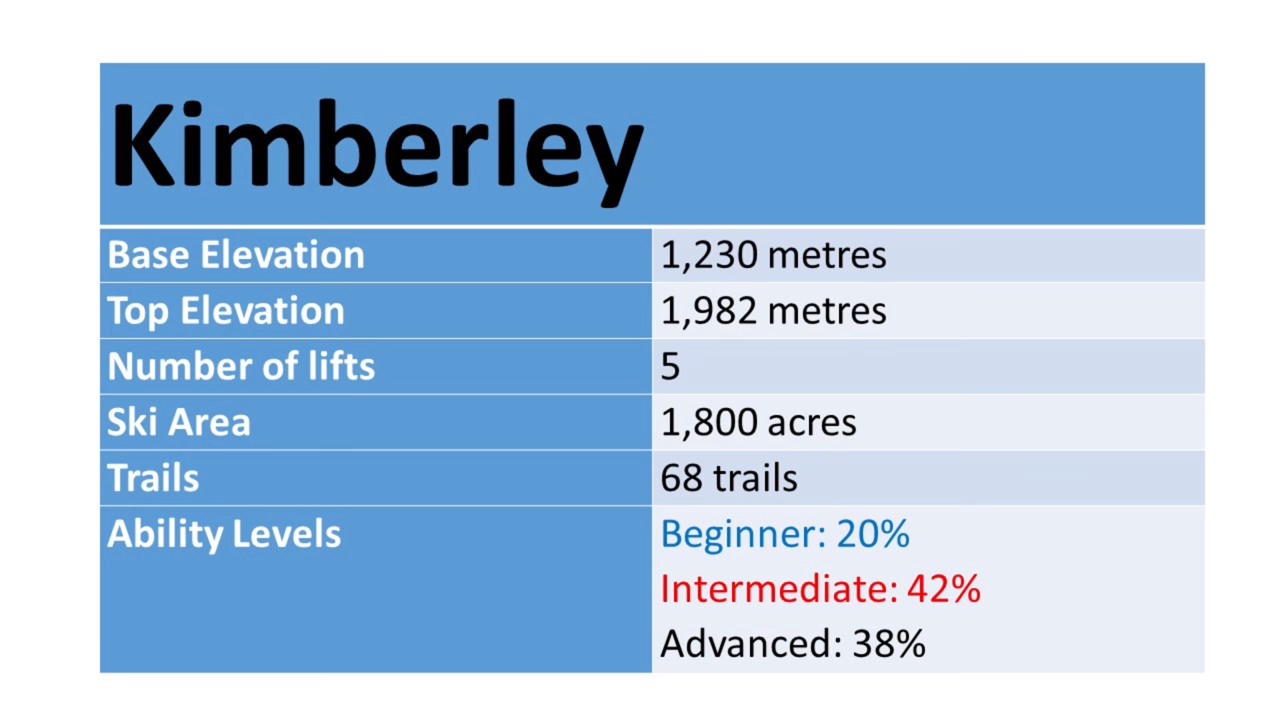 Kimberley
Base Elevation 1,230 metres
Top Elevation 1,982 metres
Number of lifts 5
Ski Area 1,800 acres
Trails 68 trails
Ability Levels Beginner: 20%
Intermediate: 42%
Advanced: 38%